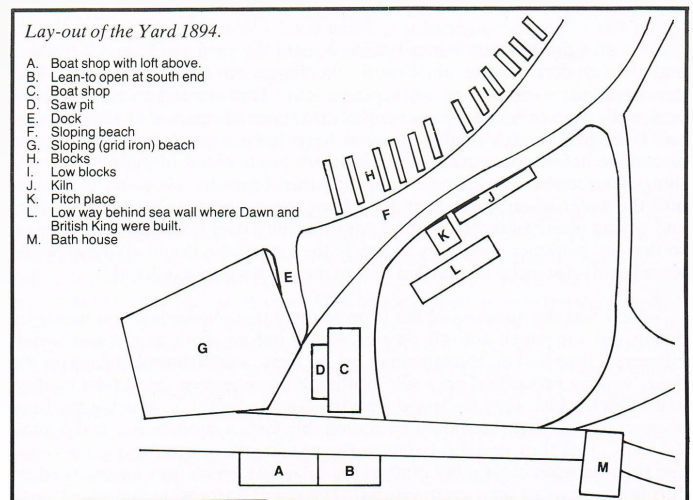 Lay-out of the Yard 1894.
A. Boat shop with loft above.
B. Lean-to open at south end
C. Boat shop
D. Saw pit
E. Dock
F. Sloping beach
G. Sloping (grid iron) beach
H. Blocks
I. Low blocks
J. Kiln
K. Pitch place
L. Low way behind sea wall where Dawn and
British King were built.
M. Bath house
I
H
F
J
K
L
E
G
D C
A B
M